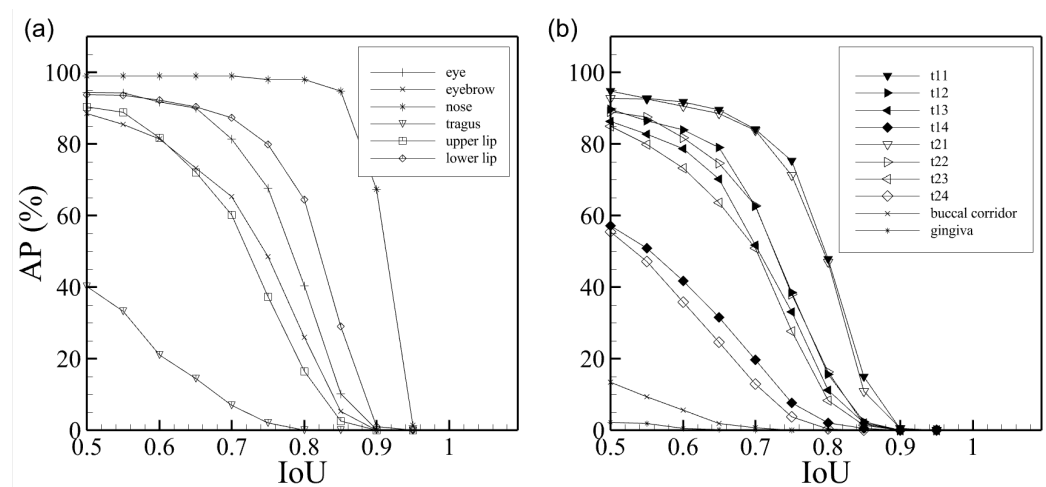 (a)
AP (%)
100
80
60
40
20
0
0.5 0.6 0.7 0.8 0.9 1
IoU
eye
eyebrow
nose
tragus
upper lip
lower lip
(b)
100
80
60
40
20
0
0.5 0.6 0.7 0.8 0.9 1
IoU
t11
t12
t13
t14
t21
t22
t23
t24
buccal corridor
gingiva